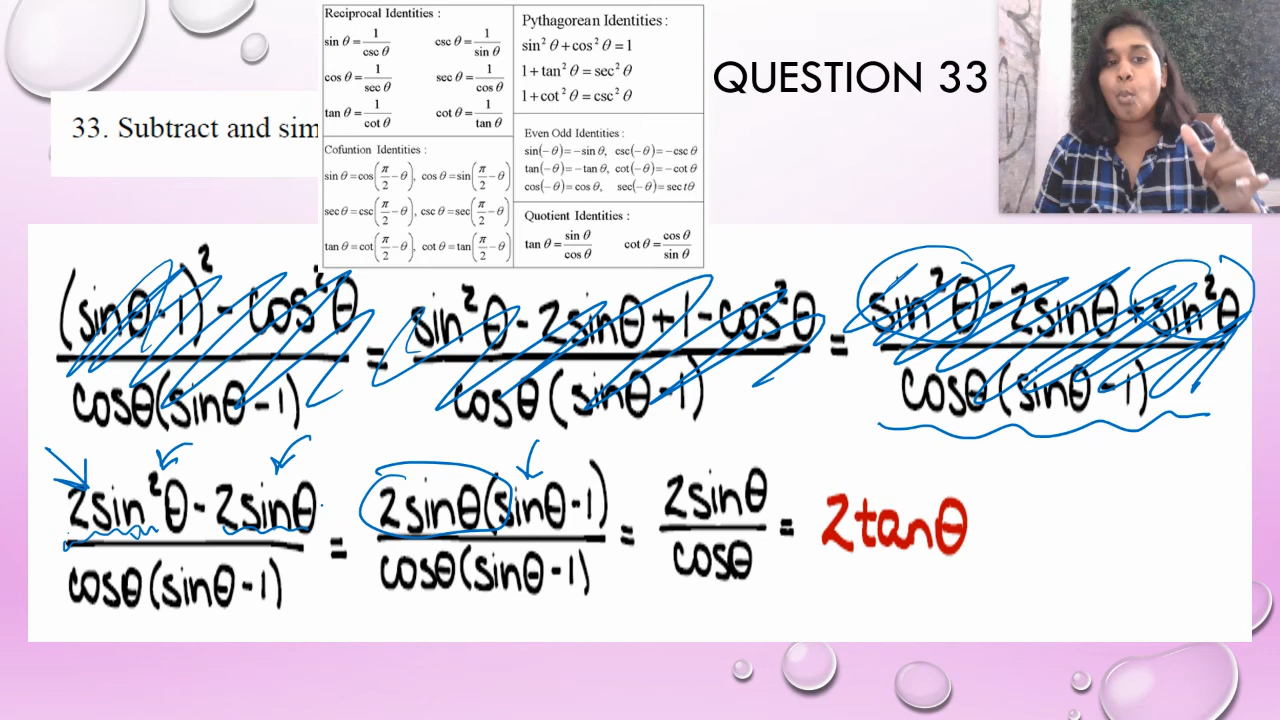 Reciprocal Identities :
sin θ = 1/csc θ    csc θ = 1/sin θ
cos θ = 1/sec θ    sec θ = 1/cos θ
tan θ = 1/cot θ    cot θ = 1/tan θ
Cofuntion Identities :
sin θ = cos(π/2 − θ), cos θ = sin(π/2 − θ)
sec θ = csc(π/2 − θ), csc θ = sec(π/2 − θ)
tan θ = cot(π/2 − θ), cot θ = tan(π/2 − θ)
Pythagorean Identities :
sin² θ + cos² θ = 1
1 + tan² θ = sec² θ
1 + cot² θ = csc² θ
Even Odd Identities :
sin(−θ) = −sin θ, csc(−θ) = −csc θ
tan(−θ) = −tan θ, cot(−θ) = −cot θ
cos(−θ) = cos θ, sec(−θ) = sec tθ
Quotient Identities :
tan θ = sin θ/cos θ    cot θ = cos θ/sin θ
QUESTION 33
33. Subtract and sim
(sinθ-1)² - cos²θ / cosθ(sinθ-1) = sin²θ - 2sinθ + 1 - cos²θ / cosθ(sinθ-1) = sin²θ - 2sinθ + sin²θ / cosθ(sinθ-1)
2sin²θ - 2sinθ / cosθ(sinθ-1) = 2sinθ(sinθ-1) / cosθ(sinθ-1) = 2sinθ / cosθ = 2tanθ